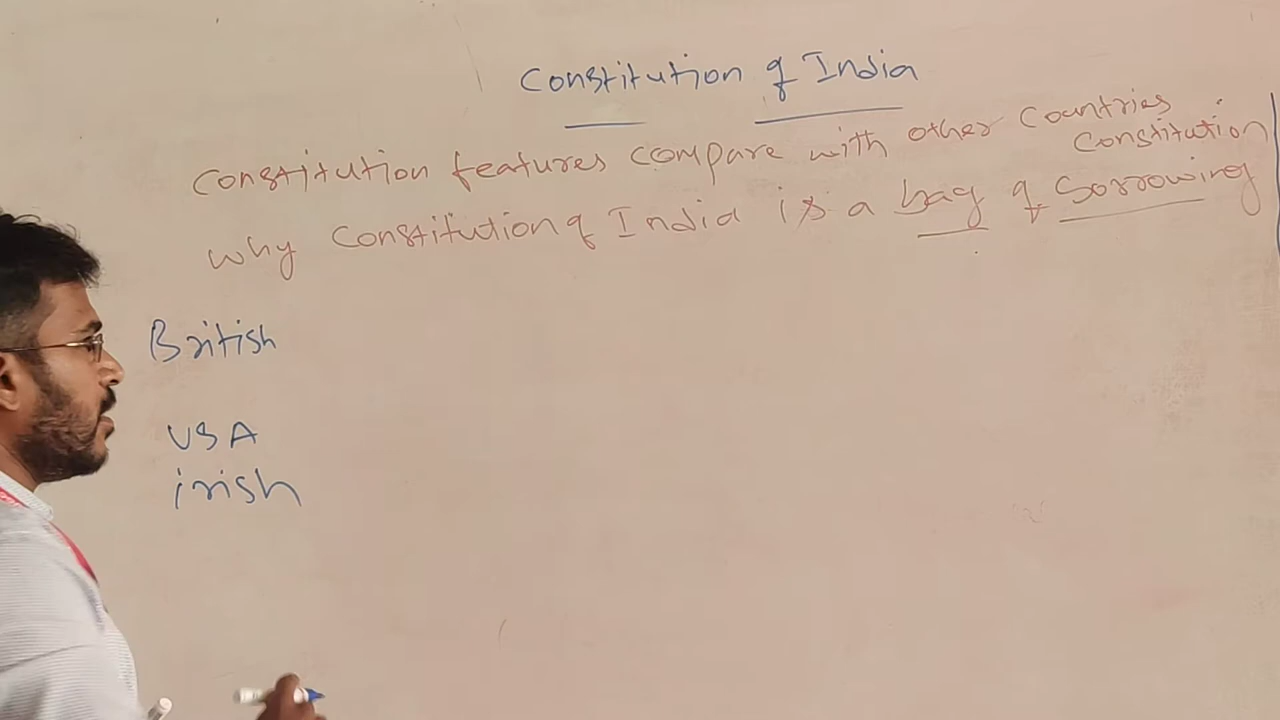 Constitution of India
Constitution features compare with other Countries
Constitution
why Constitution of India is a bag of Borrowing
British
USA
irish